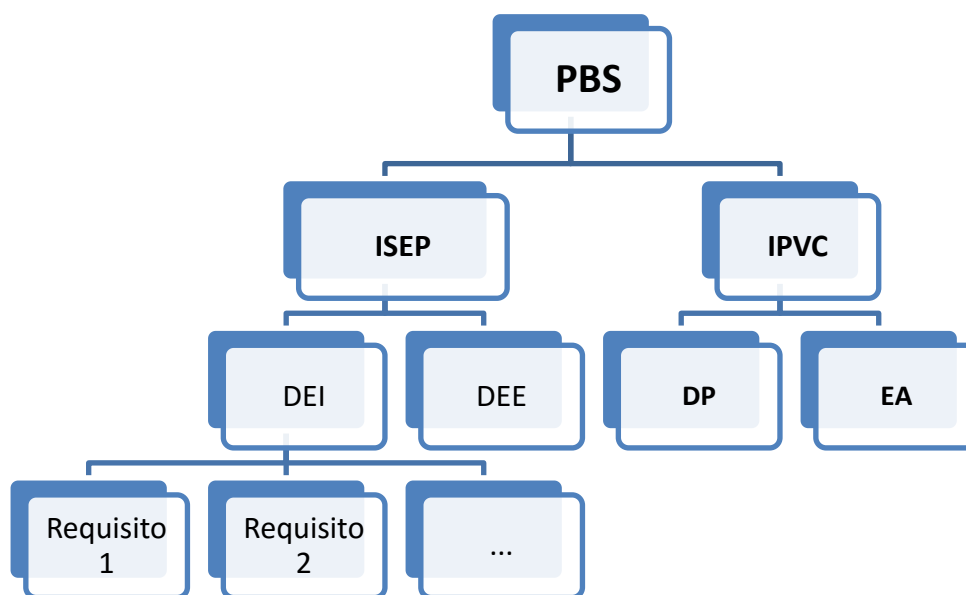 PBS
ISEP
IPVC
DEI
DEE
DP
EA
Requisito
1
Requisito
2
...